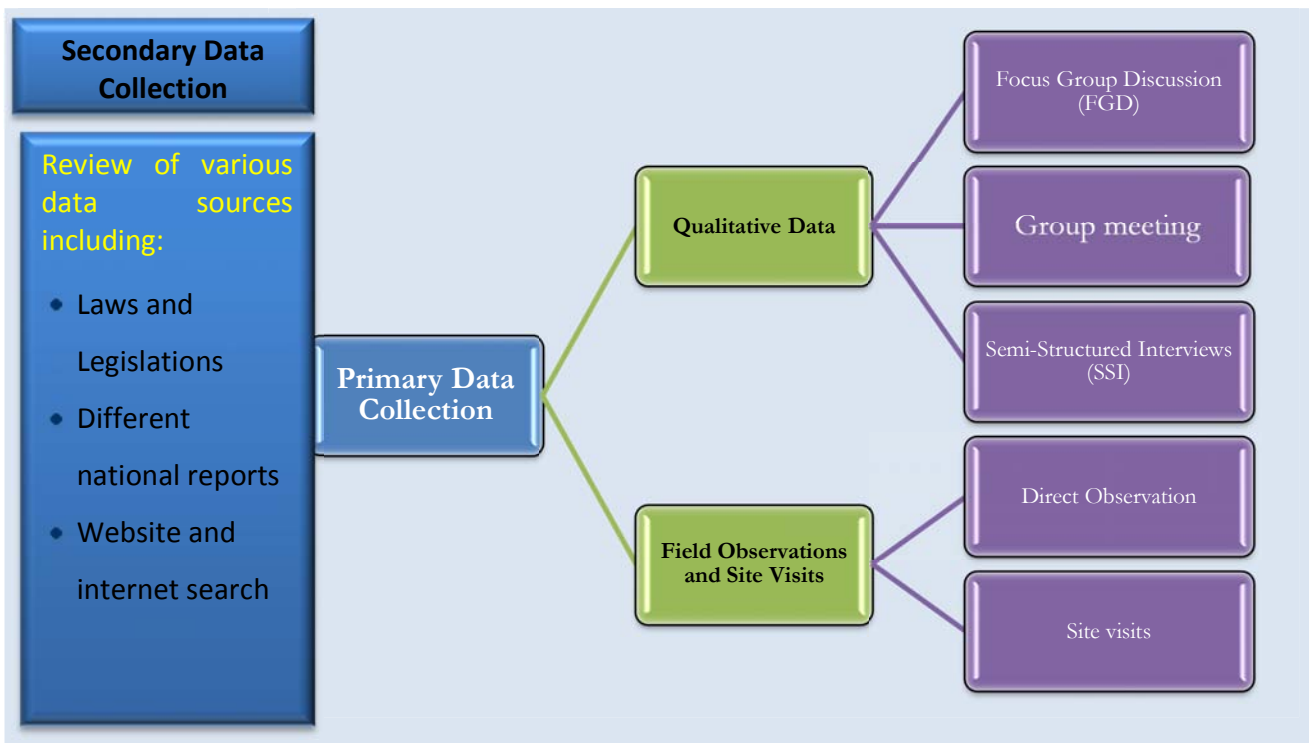 Secondary Data
Collection
Review of various
data sources
including:
Laws and
Legislations
Different
national reports
Website and
internet search
Primary Data
Collection
Qualitative Data
Field Observations
and Site Visits
Focus Group Discussion
(FGD)
Group meeting
Semi-Structured Interviews
(SSI)
Direct Observation
Site visits